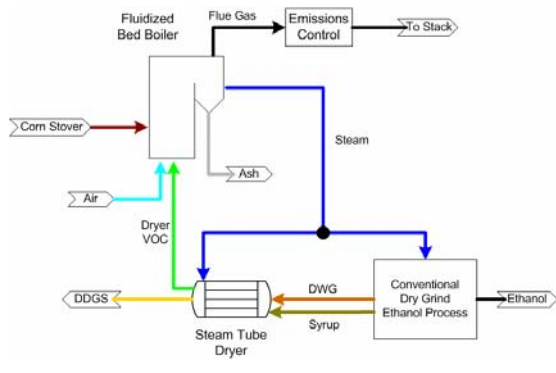 Fluidized
Bed Boiler
Flue Gas
Emissions
Control
To Stack
Corn Stover
Steam
Ash
Air
Dryer
VOC
DDGS
DWG
Syrup
Conventional
Dry Grind
Ethanol Process
Ethanol
Steam Tube
Dryer